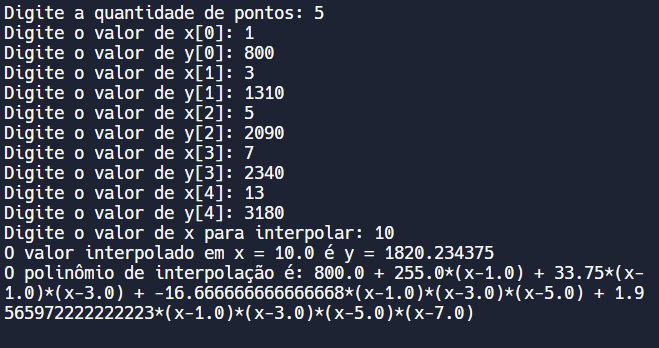 Digite a quantidade de pontos: 5
Digite o valor de x[0]: 1
Digite o valor de y[0]: 800
Digite o valor de x[1]: 3
Digite o valor de y[1]: 1310
Digite o valor de x[2]: 5
Digite o valor de y[2]: 2090
Digite o valor de x[3]: 7
Digite o valor de y[3]: 2340
Digite o valor de x[4]: 13
Digite o valor de y[4]: 3180
Digite o valor de x para interpolar: 10
O valor interpolado em x = 10.0 é y = 1820.234375
O polinômio de interpolação é: 800.0 + 255.0*(x-1.0) + 33.75*(x-
1.0)*(x-3.0) + -16.666666666666668*(x-1.0)*(x-3.0)*(x-5.0) + 1.9
565972222222223*(x-1.0)*(x-3.0)*(x-5.0)*(x-7.0)